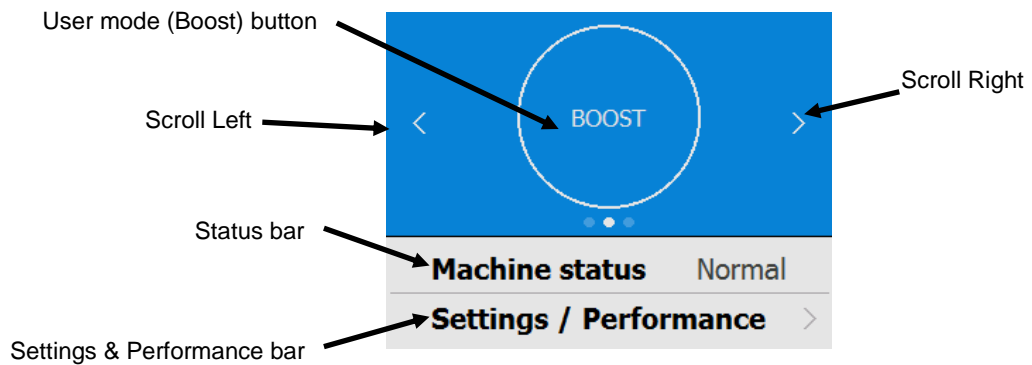 User mode (Boost) button
Scroll Right
BOOST
Scroll Left
Status bar
Machine status Normal
Settings / Performance
Settings & Performance bar